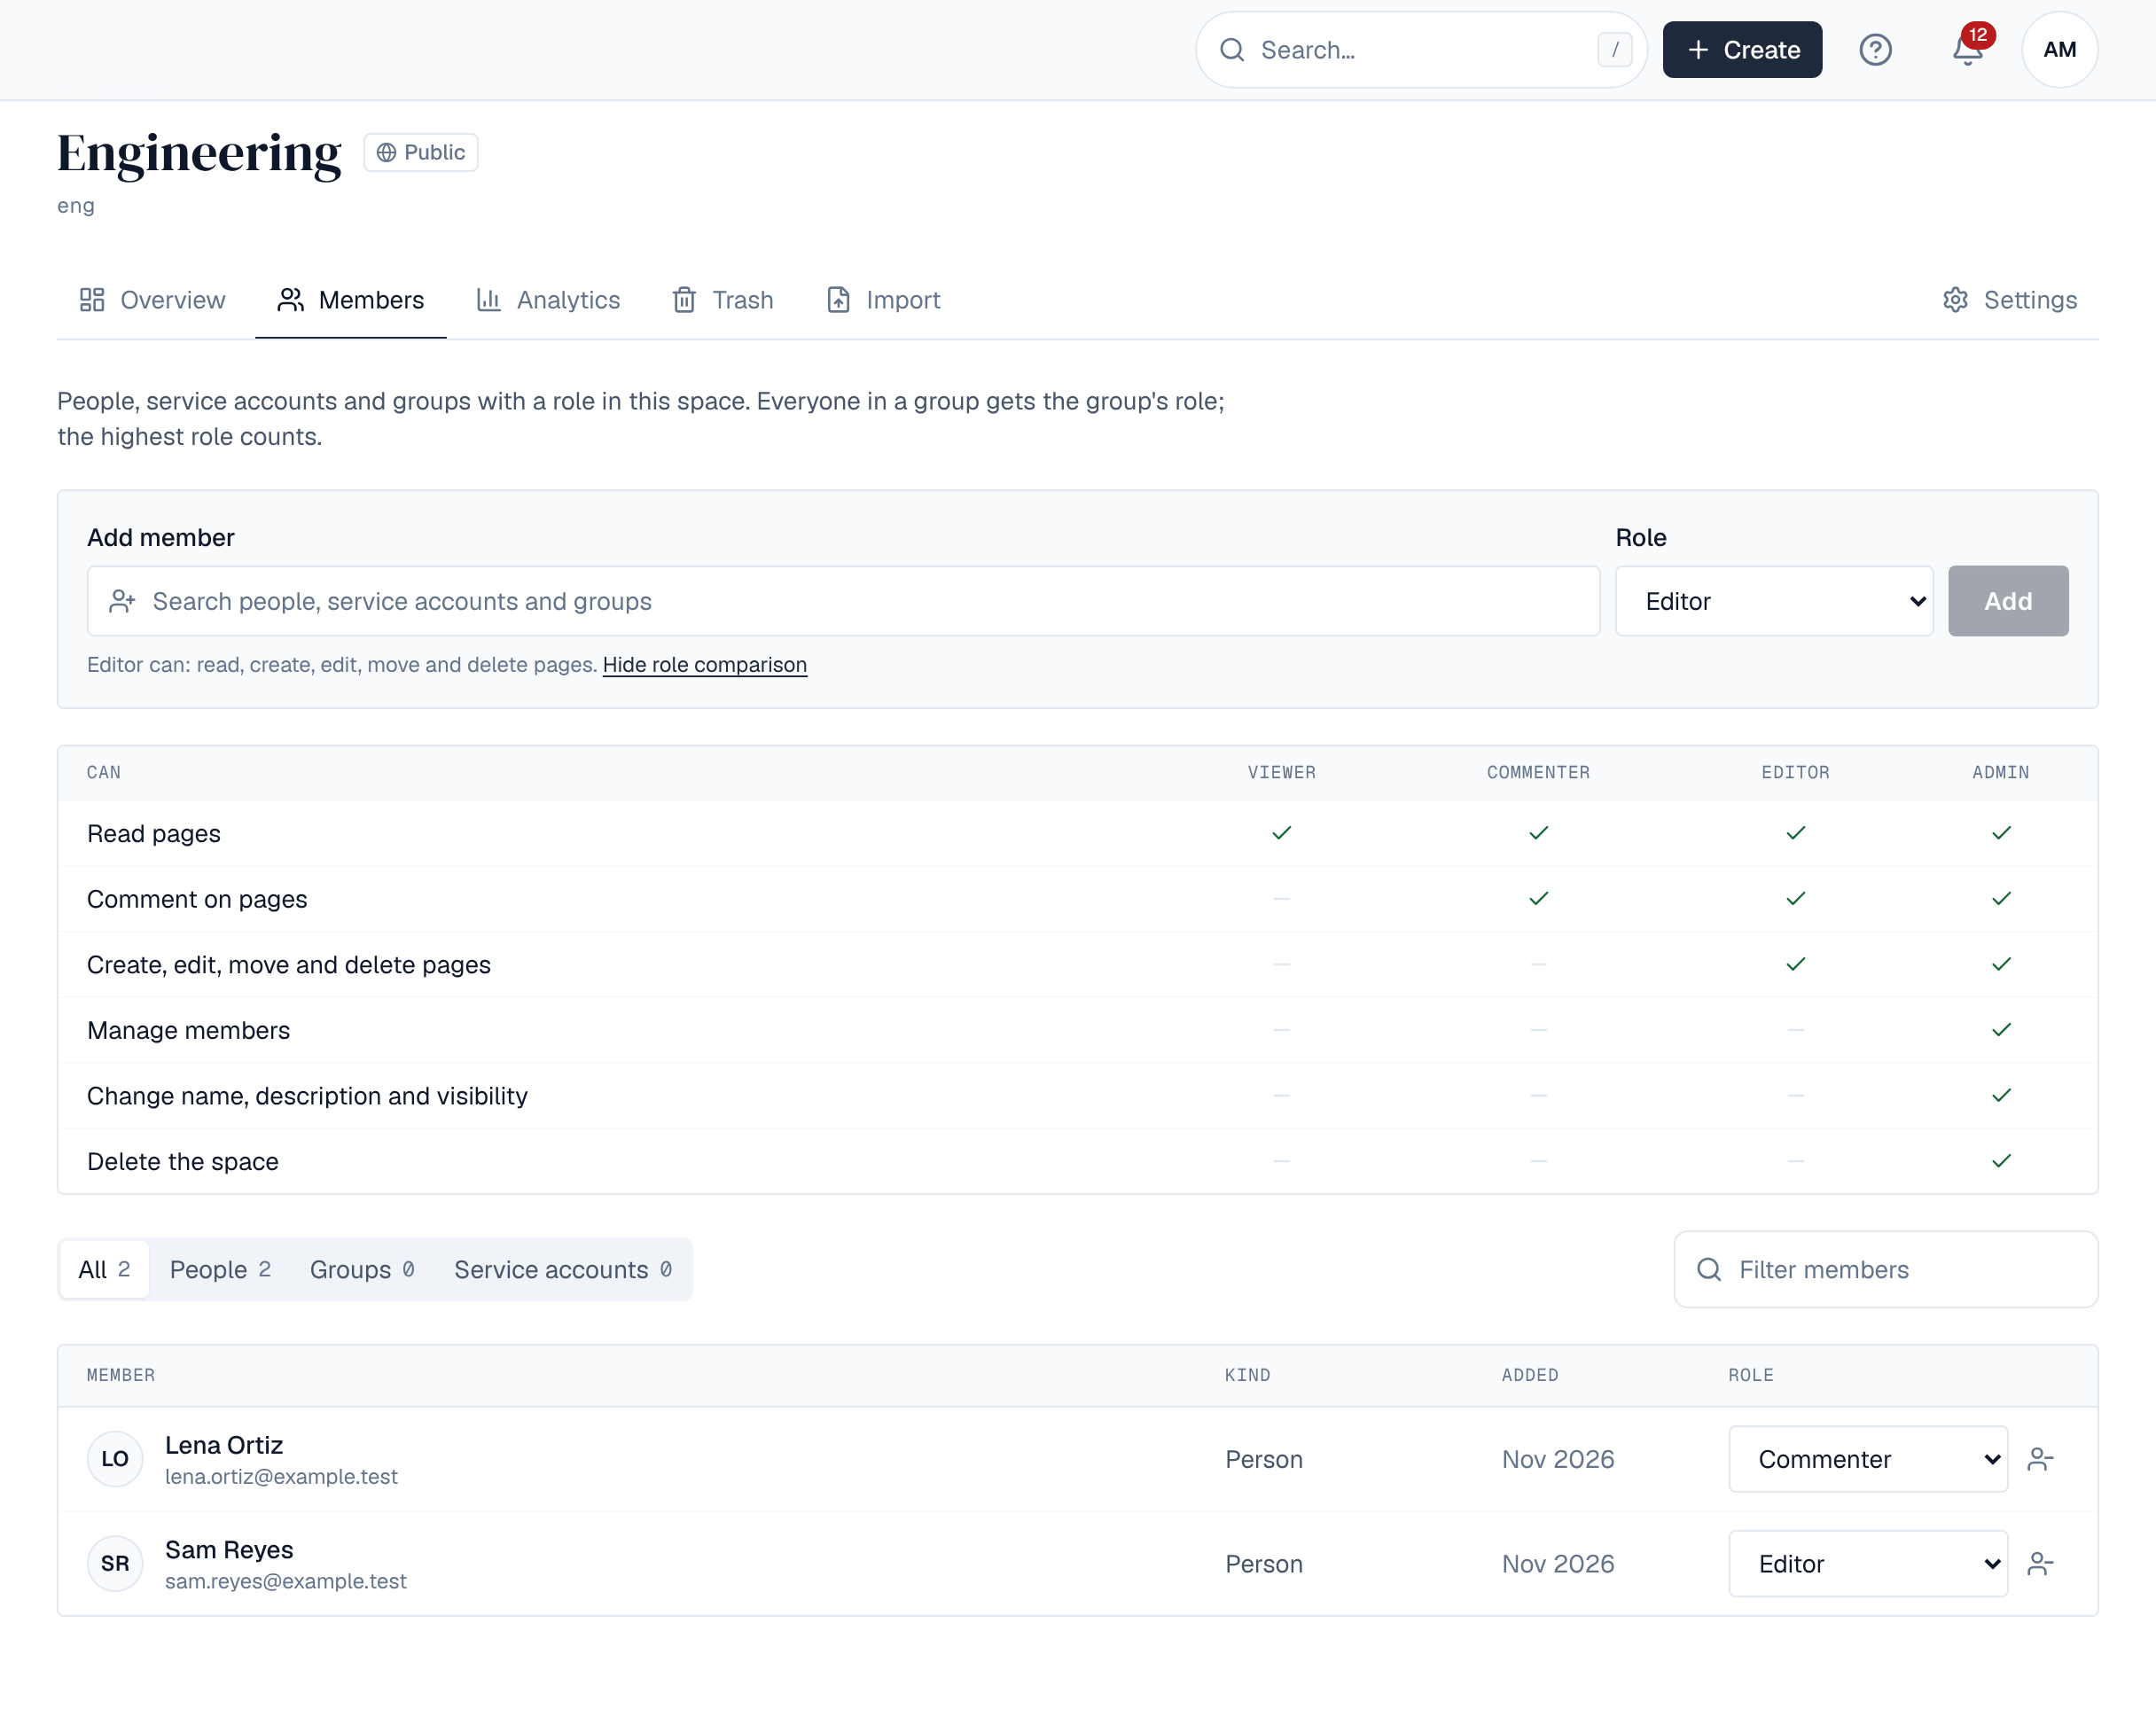 Search... /
+ Create
12
AM
Engineering
Public
eng
Overview
Members
Analytics
Trash
Import
Settings
People, service accounts and groups with a role in this space. Everyone in a group gets the group's role;
the highest role counts.
Add member
Role
Search people, service accounts and groups
Editor
Add
Editor can: read, create, edit, move and delete pages. Hide role comparison
CAN VIEWER COMMENTER EDITOR ADMIN
Read pages
Comment on pages
Create, edit, move and delete pages
Manage members
Change name, description and visibility
Delete the space
All 2 People 2 Groups 0 Service accounts 0
Filter members
MEMBER KIND ADDED ROLE
LO
Lena Ortiz
lena.ortiz@example.test
Person
Nov 2026
Commenter
SR
Sam Reyes
sam.reyes@example.test
Person
Nov 2026
Editor